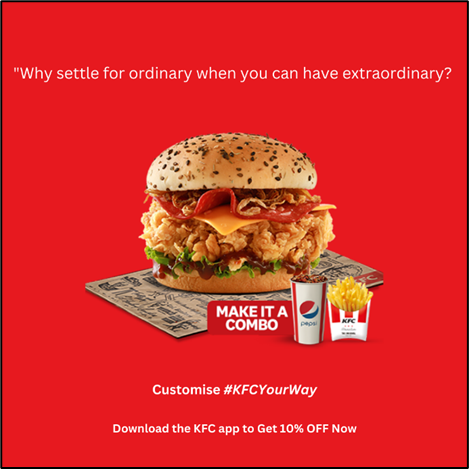 "Why settle for ordinary when you can have extraordinary?
MAKE IT A
COMBO
pepsi
KFC
Customise #KFCYourWay
Download the KFC app to Get 10% OFF Now